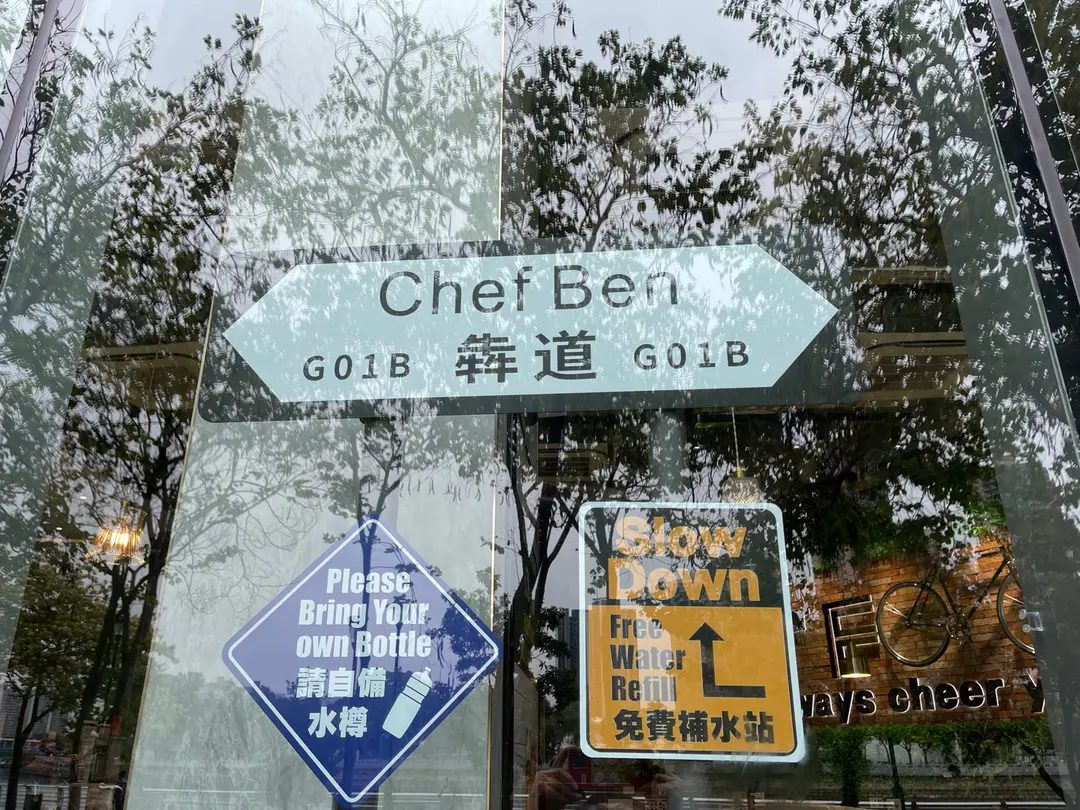 Chef Ben
G01B 犇道 G01B
Please
Bring Your
own Bottle
請自備
水樽
Slow
Down
Free
Water
Refill
免費補水站
ways cheer